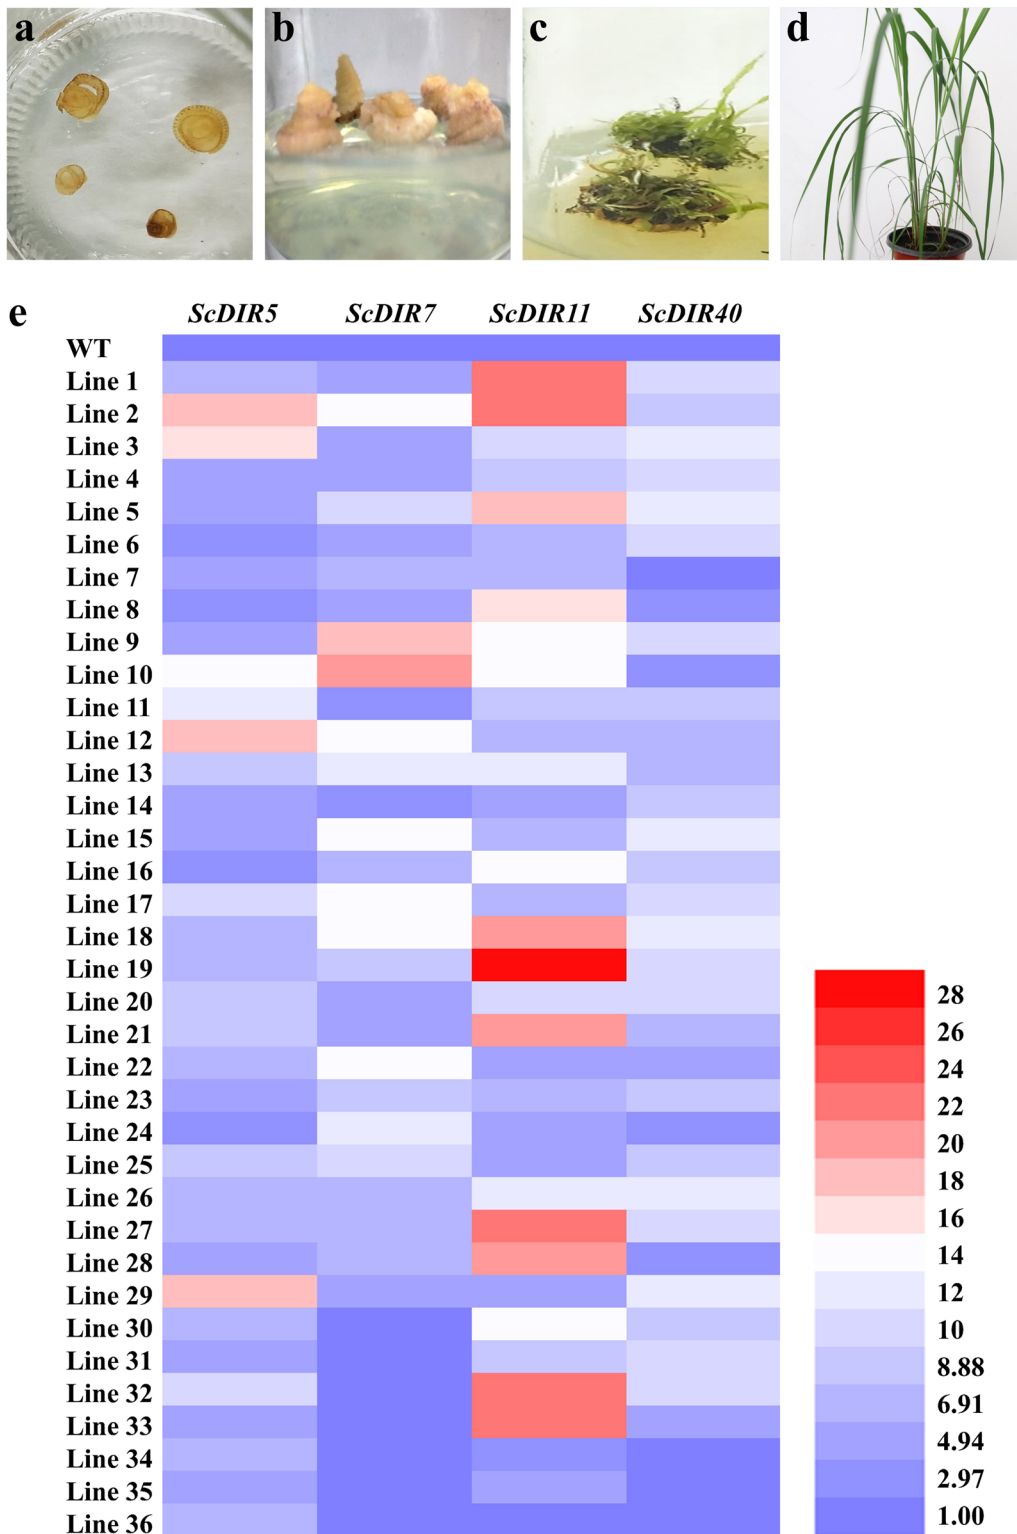 a b c d
e
ScDIR5 ScDIR7 ScDIR11 ScDIR40
WT
Line 1
Line 2
Line 3
Line 4
Line 5
Line 6
Line 7
Line 8
Line 9
Line 10
Line 11
Line 12
Line 13
Line 14
Line 15
Line 16
Line 17
Line 18
Line 19
Line 20
Line 21
Line 22
Line 23
Line 24
Line 25
Line 26
Line 27
Line 28
Line 29
Line 30
Line 31
Line 32
Line 33
Line 34
Line 35
Line 36
28
26
24
22
20
18
16
14
12
10
8.88
6.91
4.94
2.97
1.00